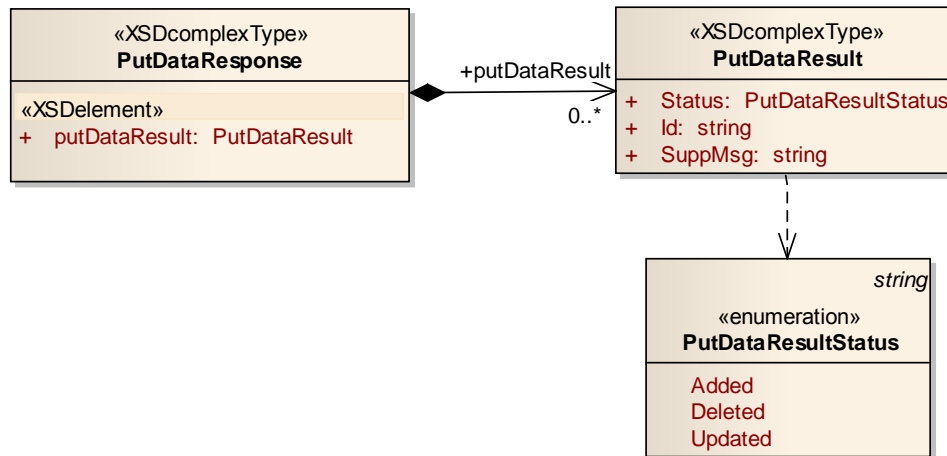 «XSDcomplexType»
PutDataResponse
«XSDelement»
+ putDataResult: PutDataResult
+putDataResult
0..*
«XSDcomplexType»
PutDataResult
+ Status: PutDataResultStatus
+ Id: string
+ SuppMsg: string
string
«enumeration»
PutDataResultStatus
Added
Deleted
Updated